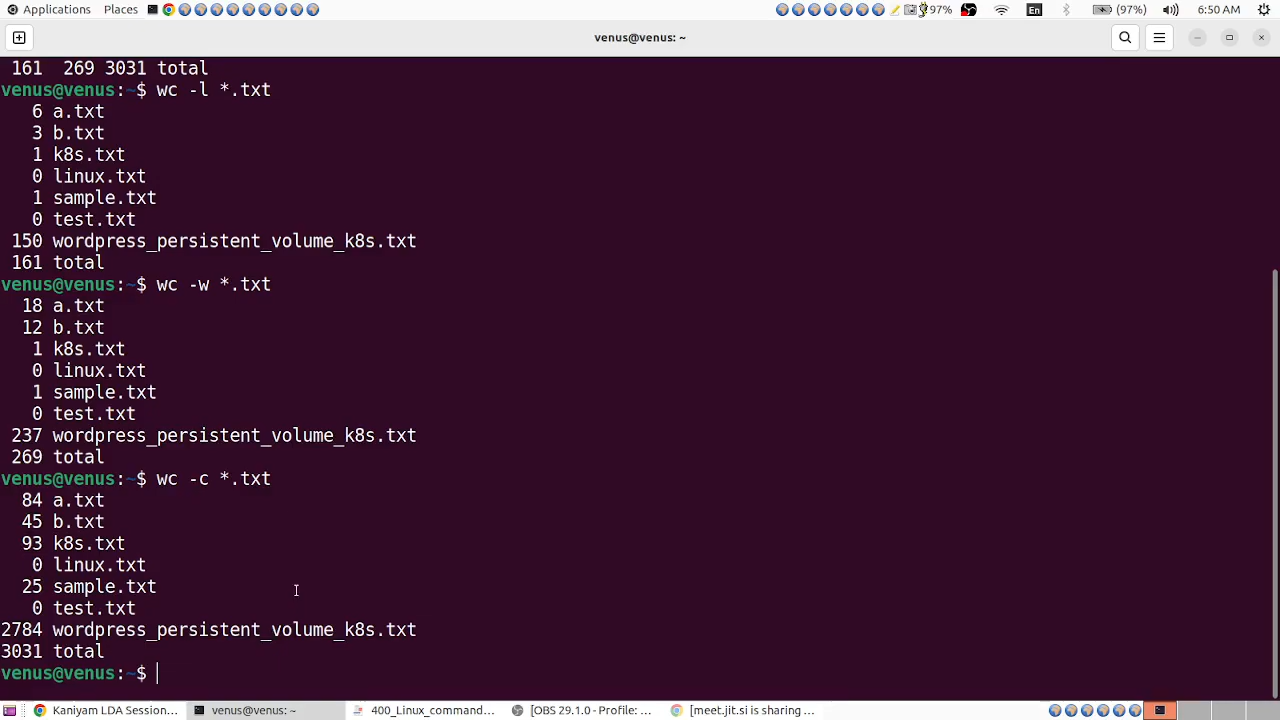 Applications Places 97% En (97%) 6:50 AM
venus@venus: ~
161  269 3031 total
venus@venus:~$ wc -l *.txt
6 a.txt
3 b.txt
1 k8s.txt
0 linux.txt
1 sample.txt
0 test.txt
150 wordpress_persistent_volume_k8s.txt
161 total
venus@venus:~$ wc -w *.txt
18 a.txt
12 b.txt
1 k8s.txt
0 linux.txt
1 sample.txt
0 test.txt
237 wordpress_persistent_volume_k8s.txt
269 total
venus@venus:~$ wc -c *.txt
84 a.txt
45 b.txt
93 k8s.txt
0 linux.txt
25 sample.txt
0 test.txt
2784 wordpress_persistent_volume_k8s.txt
3031 total
venus@venus:~$
Kaniyam LDA Session... venus@venus: ~ 400_Linux_command... [OBS 29.1.0 - Profile: ... [meet.jit.si is sharing ...